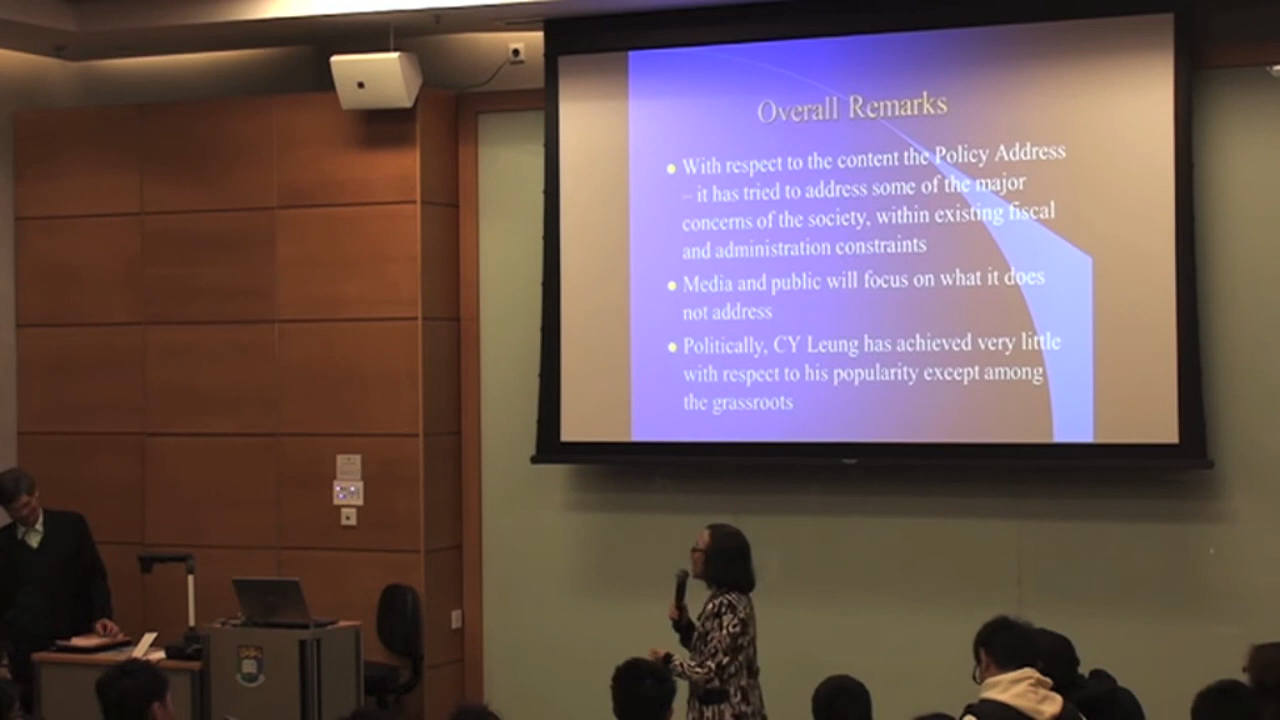 Overall Remarks
With respect to the content the Policy Address
– it has tried to address some of the major
concerns of the society, within existing fiscal
and administration constraints
Media and public will focus on what it does
not address
Politically, CY Leung has achieved very little
with respect to his popularity except among
the grassroots